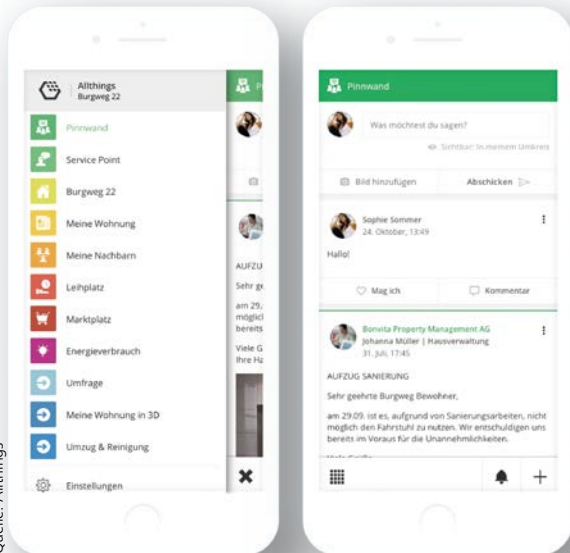 Allthings
Burgweg 22
Pinnwand
Service Point
Burgweg 22
Meine Wohnung
Meine Nachbarn
Leihplatz
Marktplatz
Energieverbrauch
Umfrage
Meine Wohnung in 3D
Umzug & Reinigung
Einstellungen
AUFZU
Sehr ge
am 29.
möglich
bereits
Viele G
Ihre Ha
Pinnwand
Was möchtest du sagen?
Sichtbar: In meinem Umkreis
Bild hinzufügen
Abschicken
Sophie Sommer
24. Oktober, 13:49
Hallo!
Mag ich
Kommentar
Bonvita Property Management AG
Johanna Müller | Hausverwaltung
31. Juli, 17:45
AUFZUG SANIERUNG
Sehr geehrte Burgweg Bewohner,
am 29.09. ist es, aufgrund von Sanierungsarbeiten, nicht
möglich den Fahrstuhl zu nutzen. Wir entschuldigen uns
bereits im Voraus für die Unannehmlichkeiten.
Quelle: Allthings